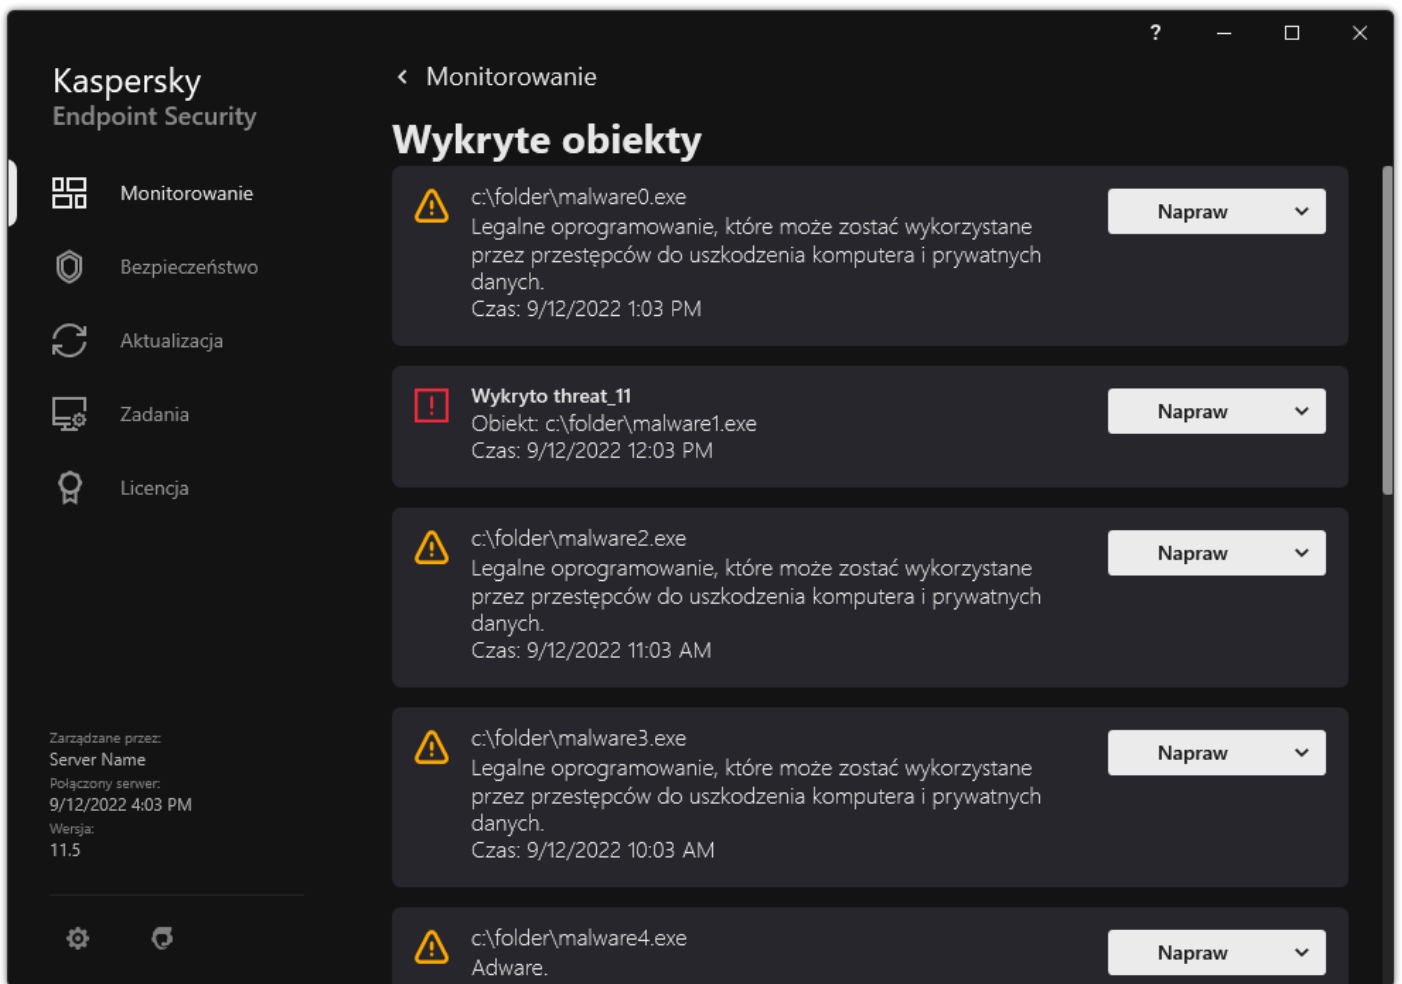 ?
Kaspersky
Endpoint Security
Monitorowanie
Bezpieczeństwo
Aktualizacja
Zadania
Licencja
Zarządzane przez:
Server Name
Połączony serwer:
9/12/2022 4:03 PM
Wersja:
11.5
Monitorowanie
Wykryte obiekty
c:\folder\malware0.exe
Legalne oprogramowanie, które może zostać wykorzystane
przez przestępców do uszkodzenia komputera i prywatnych
danych.
Czas: 9/12/2022 1:03 PM
Napraw
Wykryto threat_11
Obiekt: c:\folder\malware1.exe
Czas: 9/12/2022 12:03 PM
Napraw
c:\folder\malware2.exe
Legalne oprogramowanie, które może zostać wykorzystane
przez przestępców do uszkodzenia komputera i prywatnych
danych.
Czas: 9/12/2022 11:03 AM
Napraw
c:\folder\malware3.exe
Legalne oprogramowanie, które może zostać wykorzystane
przez przestępców do uszkodzenia komputera i prywatnych
danych.
Czas: 9/12/2022 10:03 AM
Napraw
c:\folder\malware4.exe
Adware.
Napraw